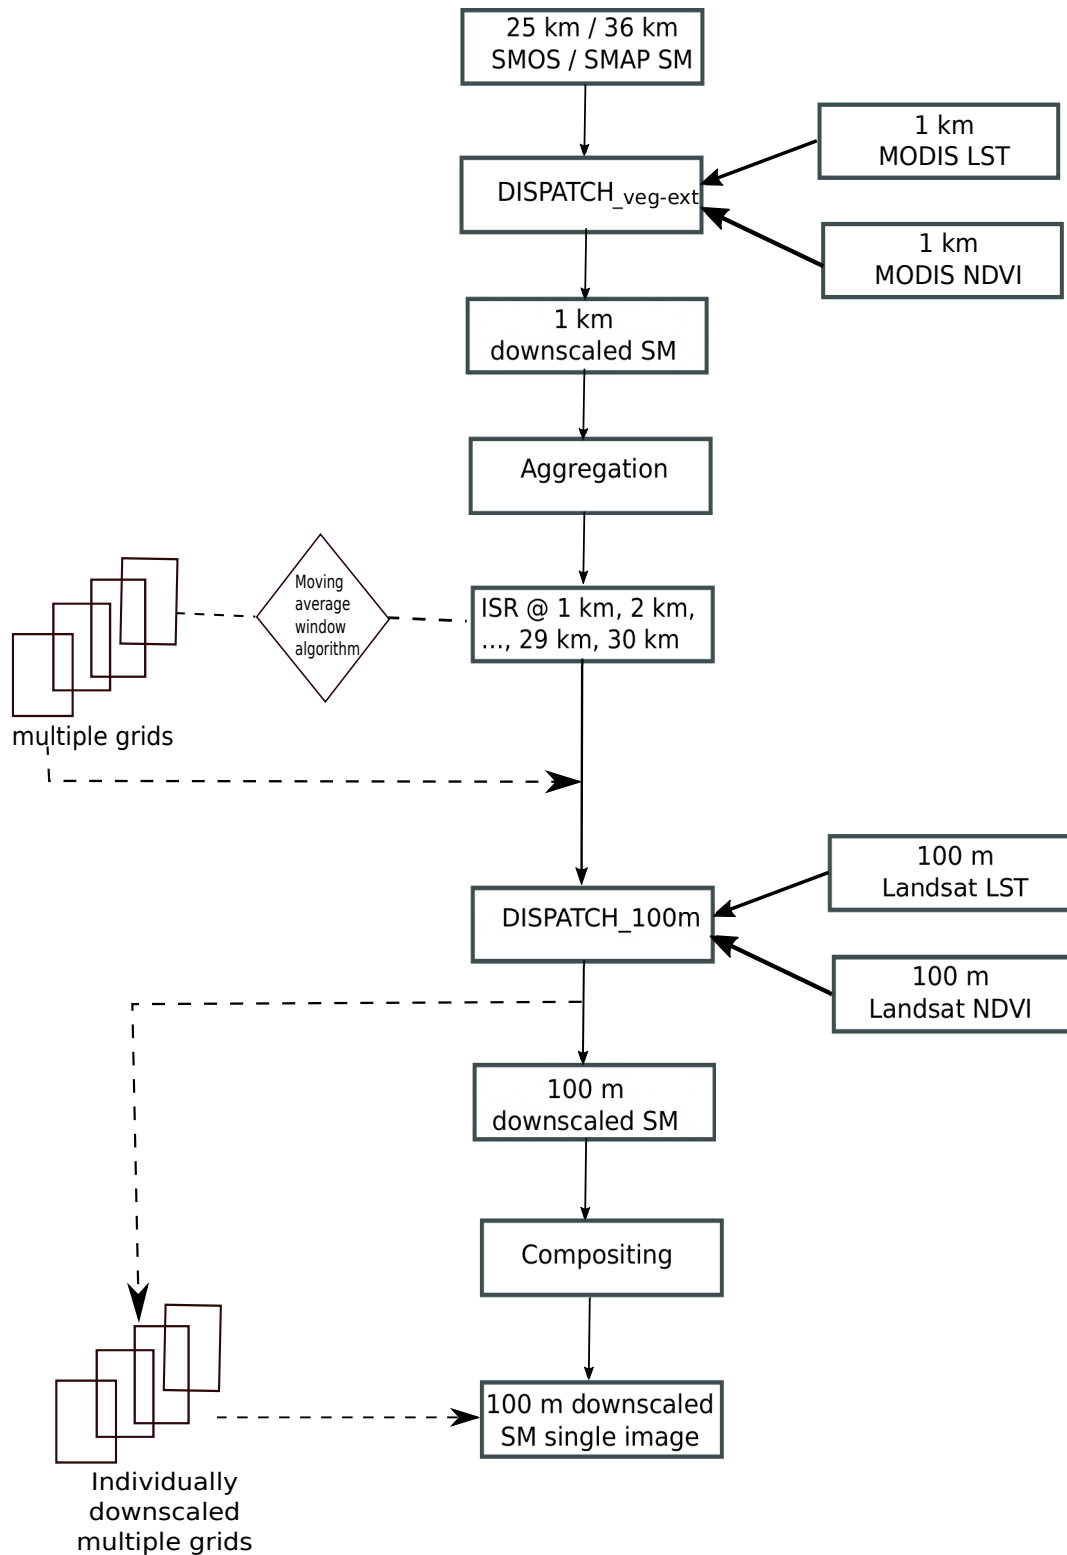 25 km / 36 km
SMOS / SMAP SM
1 km
MODIS LST
DISPATCH_veg-ext
1 km
MODIS NDVI
1 km
downscaled SM
Aggregation
Moving
average
window
algorithm
ISR @ 1 km, 2 km,
..., 29 km, 30 km
multiple grids
100 m
Landsat LST
DISPATCH_100m
100 m
Landsat NDVI
100 m
downscaled SM
Compositing
100 m downscaled
SM single image
Individually
downscaled
multiple grids